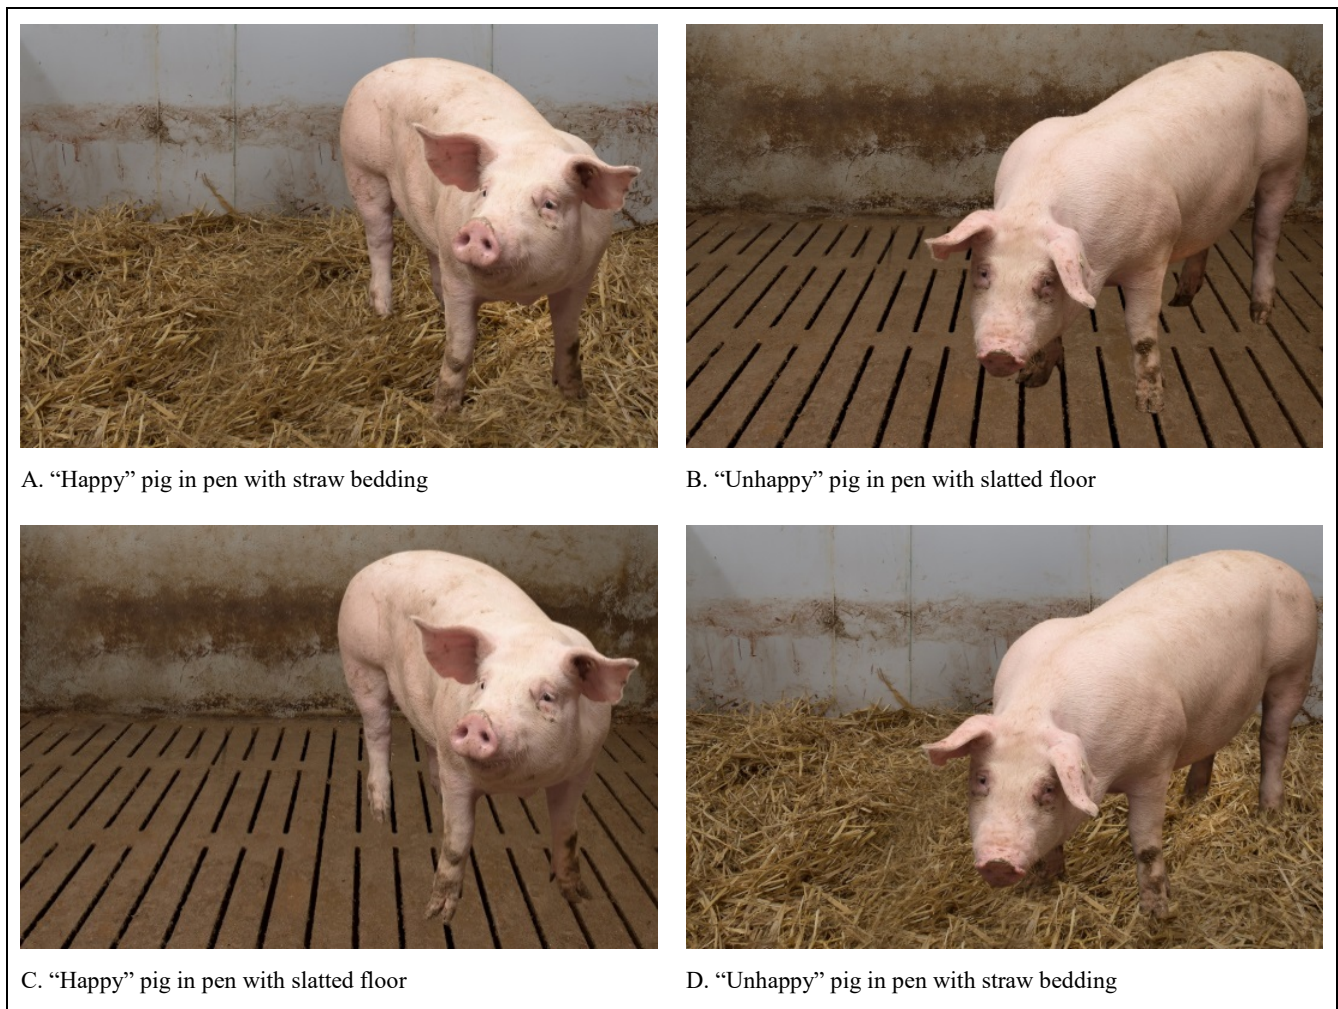 A. “Happy” pig in pen with straw bedding
B. “Unhappy” pig in pen with slatted floor
C. “Happy” pig in pen with slatted floor
D. “Unhappy” pig in pen with straw bedding